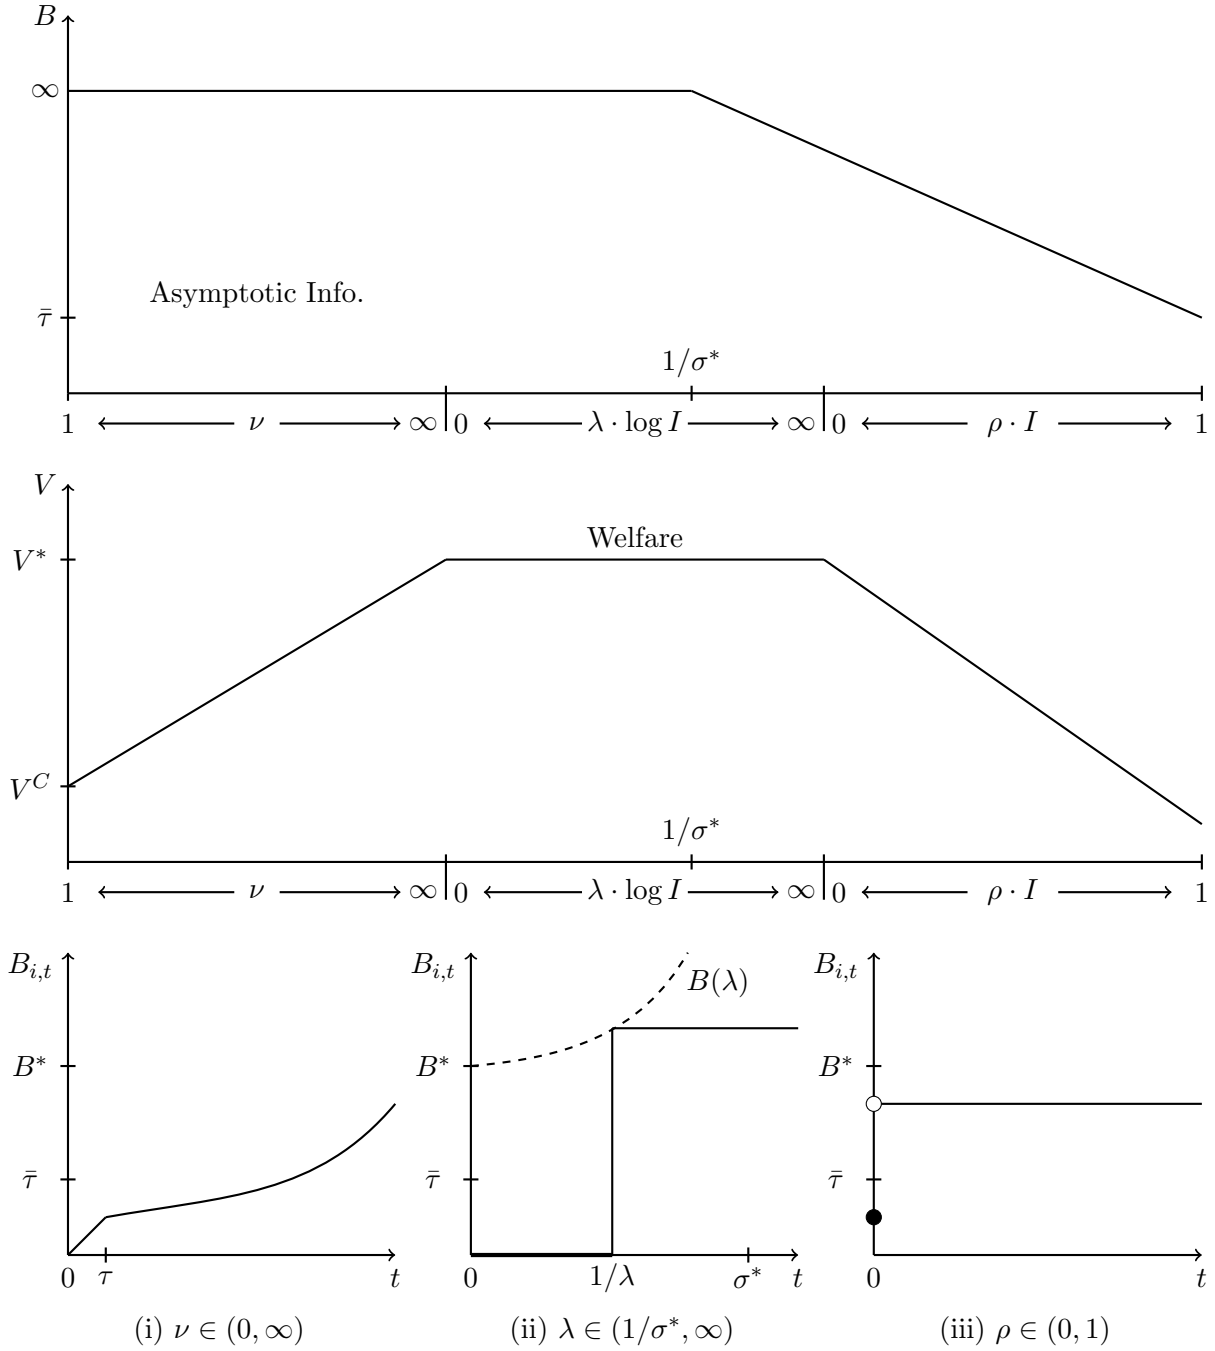 B
∞
Asymptotic Info.
τ̄
1/σ*
1 ν ∞ 0 λ · log I ∞ 0 ρ · I 1
V
V*
Welfare
V^C
1/σ*
1 ν ∞ 0 λ · log I ∞ 0 ρ · I 1
B_{i,t} B_{i,t} B_{i,t}
B(λ)
B* B* B*
τ̄ τ̄ τ̄
0 τ t 0 1/λ σ* t 0 t
(i) ν ∈ (0, ∞) (ii) λ ∈ (1/σ*, ∞) (iii) ρ ∈ (0, 1)